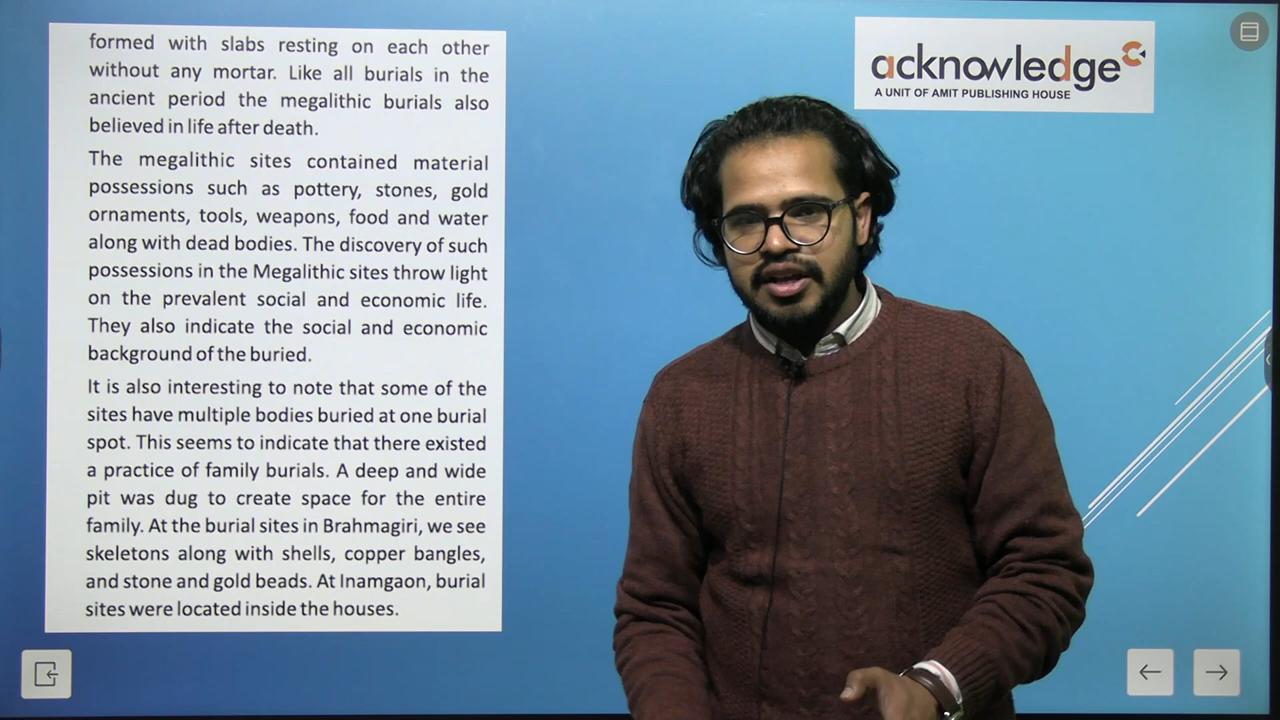 formed with slabs resting on each other
without any mortar. Like all burials in the
ancient period the megalithic burials also
believed in life after death.
The megalithic sites contained material
possessions such as pottery, stones, gold
ornaments, tools, weapons, food and water
along with dead bodies. The discovery of such
possessions in the Megalithic sites throw light
on the prevalent social and economic life.
They also indicate the social and economic
background of the buried.
It is also interesting to note that some of the
sites have multiple bodies buried at one burial
spot. This seems to indicate that there existed
a practice of family burials. A deep and wide
pit was dug to create space for the entire
family. At the burial sites in Brahmagiri, we see
skeletons along with shells, copper bangles,
and stone and gold beads. At Inamgaon, burial
sites were located inside the houses.
acknowledge
A UNIT OF AMIT PUBLISHING HOUSE